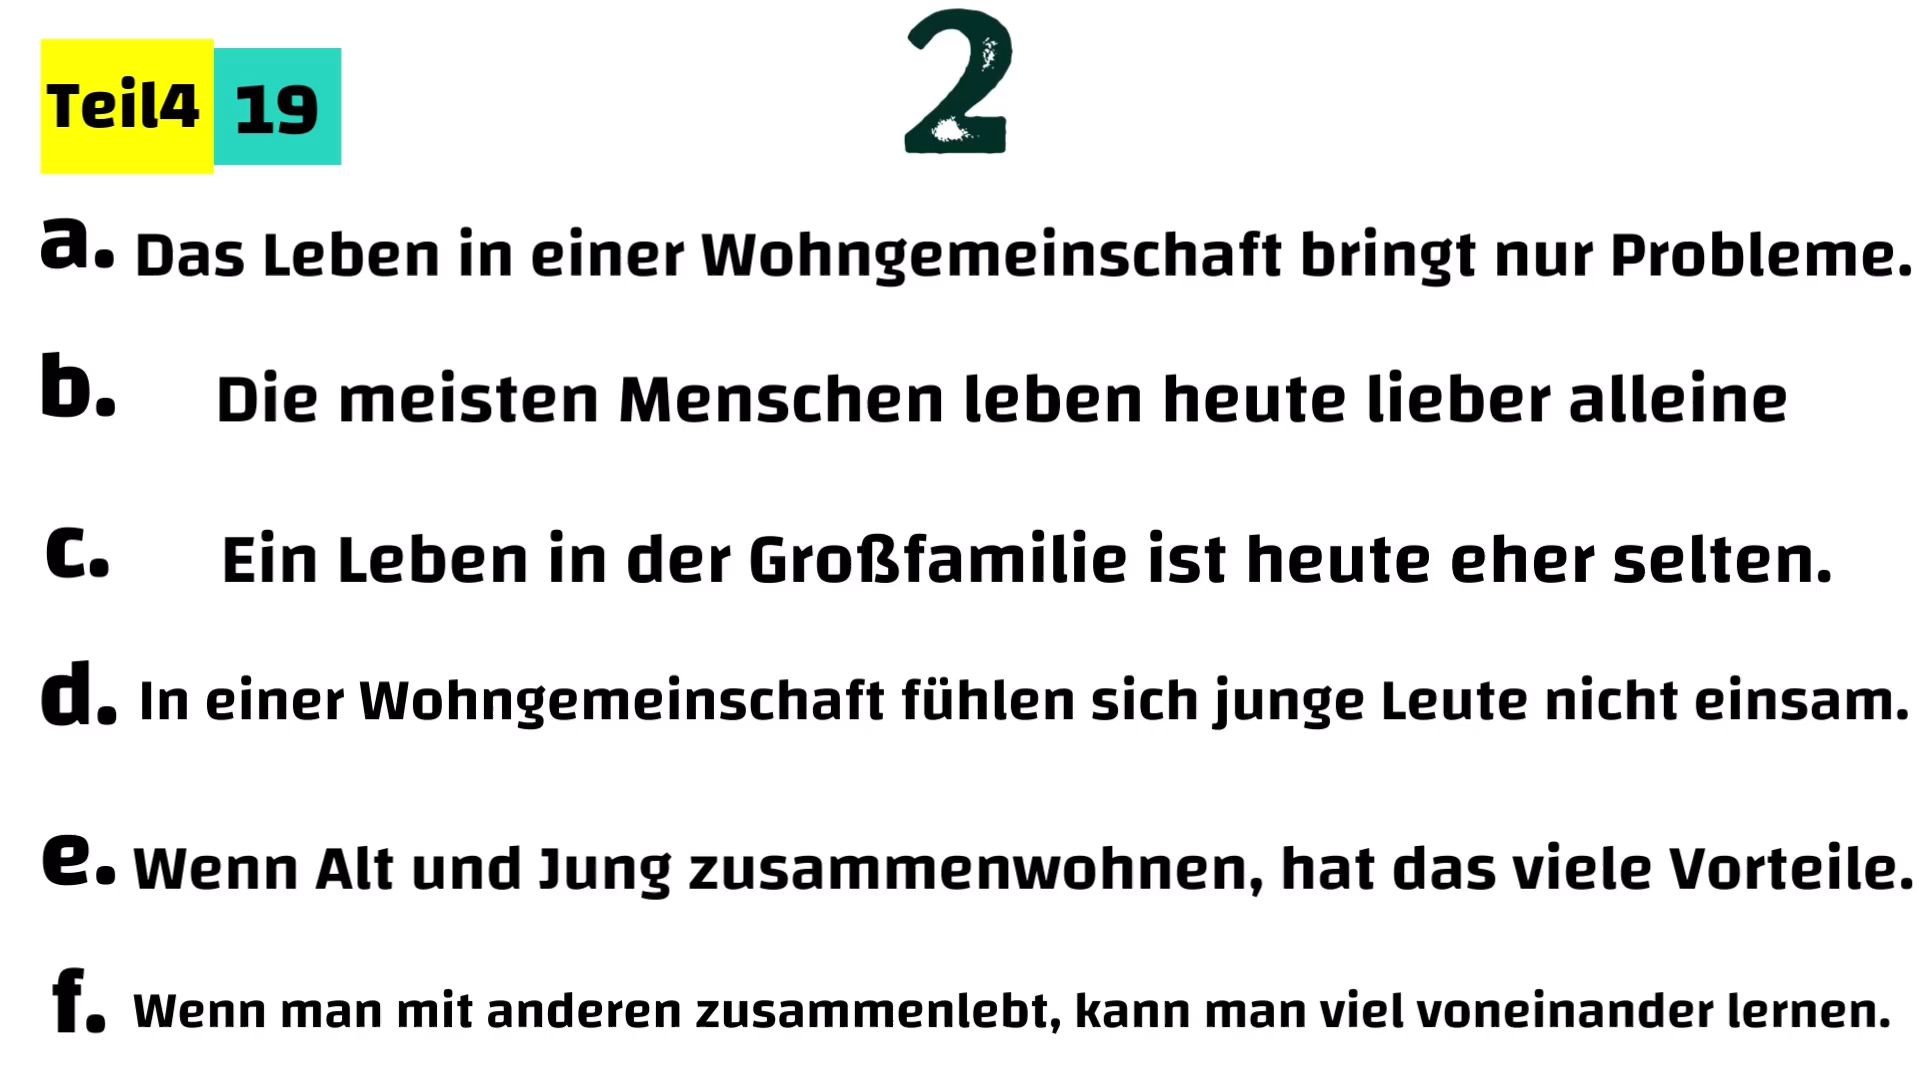 2
Teil4 19
a. Das Leben in einer Wohngemeinschaft bringt nur Probleme.
b. Die meisten Menschen leben heute lieber alleine
c. Ein Leben in der Großfamilie ist heute eher selten.
d. In einer Wohngemeinschaft fühlen sich junge Leute nicht einsam.
e. Wenn Alt und Jung zusammenwohnen, hat das viele Vorteile.
f. Wenn man mit anderen zusammenlebt, kann man viel voneinander lernen.